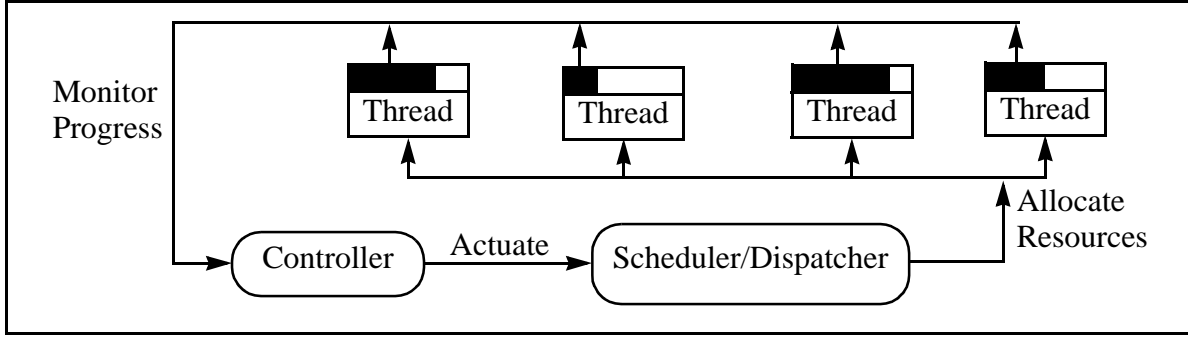 Monitor
Progress
Thread
Thread
Thread
Thread
Allocate
Resources
Controller
Actuate
Scheduler/Dispatcher